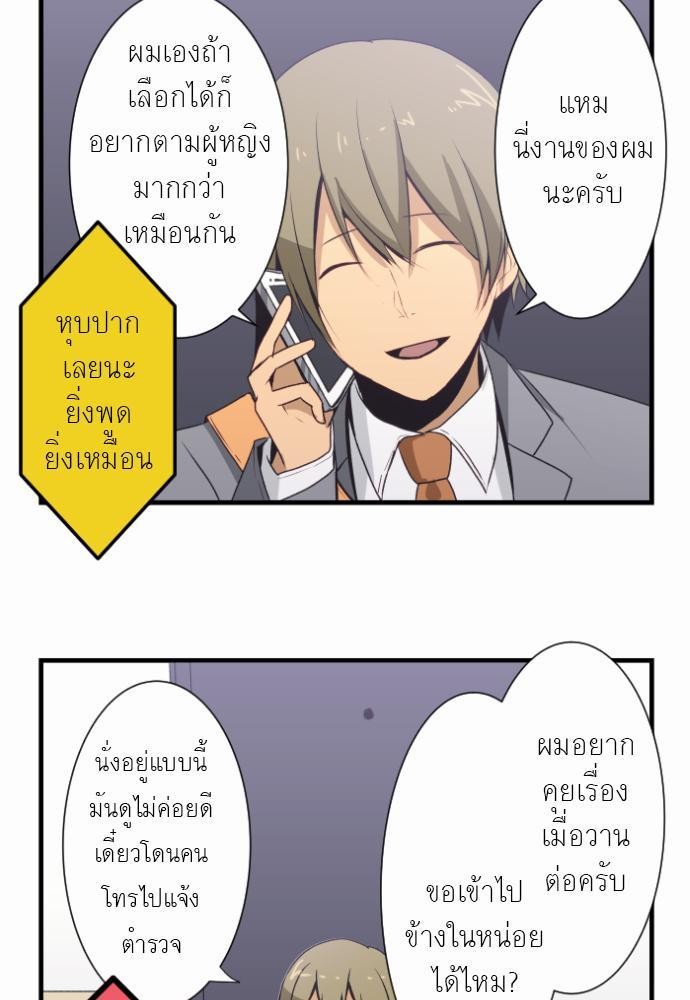 แหม
นี่งานของผม
นะครับ
ผมเองถ้า
เลือกได้ก็
อยากตามผู้หญิง
มากกว่า
เหมือนกัน
หุบปาก
เลยนะ
ยิ่งพูด
ยิ่งเหมือน
ผมอยาก
คุยเรื่อง
เมื่อวาน
ต่อครับ
ขอเข้าไป
ข้างในหน่อย
ได้ไหม?
นั่งอยู่แบบนี้
มันดูไม่ค่อยดี
เดี๋ยวโดนคน
โทรไปแจ้ง
ตำรวจ